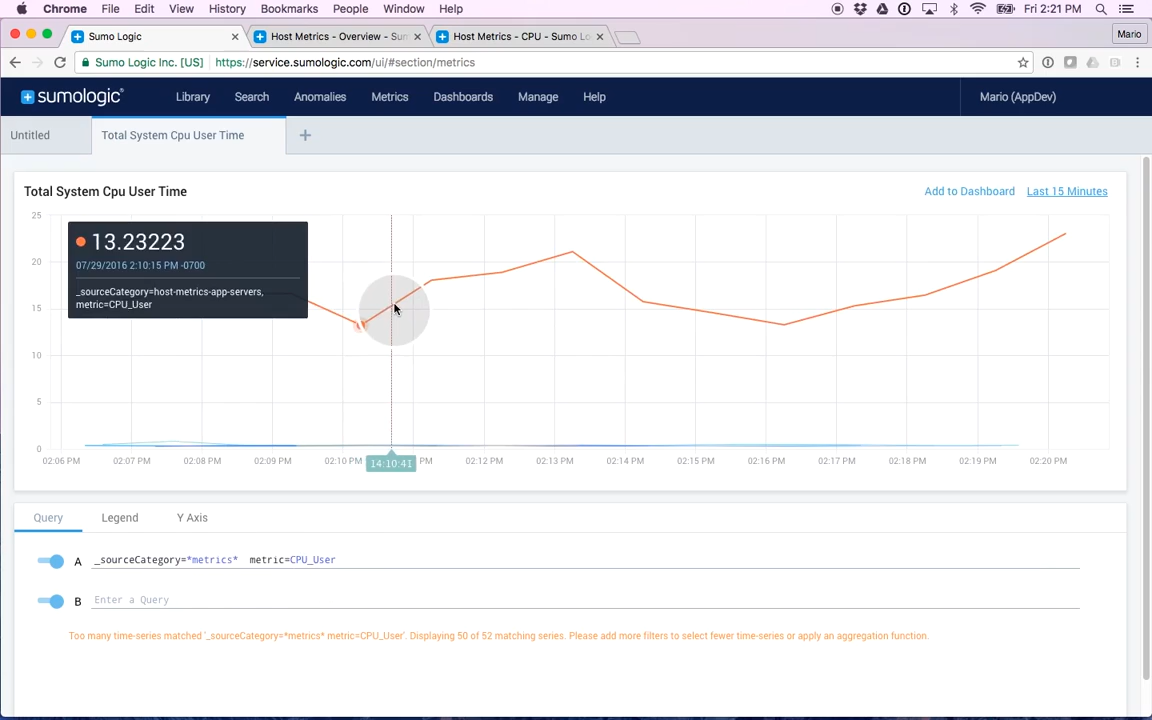 Chrome File Edit View History Bookmarks People Window Help Fri 2:21 PM
Sumo Logic Host Metrics - Overview - Sum Host Metrics - CPU - Sumo Lo Mario
Sumo Logic Inc. [US] https://service.sumologic.com/ui/#section/metrics
sumologic Library Search Anomalies Metrics Dashboards Manage Help Mario (AppDev)
Untitled Total System Cpu User Time
Total System Cpu User Time Add to Dashboard Last 15 Minutes
25
20
15
10
5
0
13.23223
07/29/2016 2:10:15 PM -0700
_sourceCategory=host-metrics-app-servers,
metric=CPU_User
02:06 PM 02:07 PM 02:08 PM 02:09 PM 02:10 PM 14:10:41 PM 02:12 PM 02:13 PM 02:14 PM 02:15 PM 02:16 PM 02:17 PM 02:18 PM 02:19 PM 02:20 PM
Query Legend Y Axis
A _sourceCategory=*metrics* metric=CPU_User
B Enter a Query
Too many time-series matched '_sourceCategory=*metrics* metric=CPU_User'. Displaying 50 of 52 matching series. Please add more filters to select fewer time-series or apply an aggregation function.